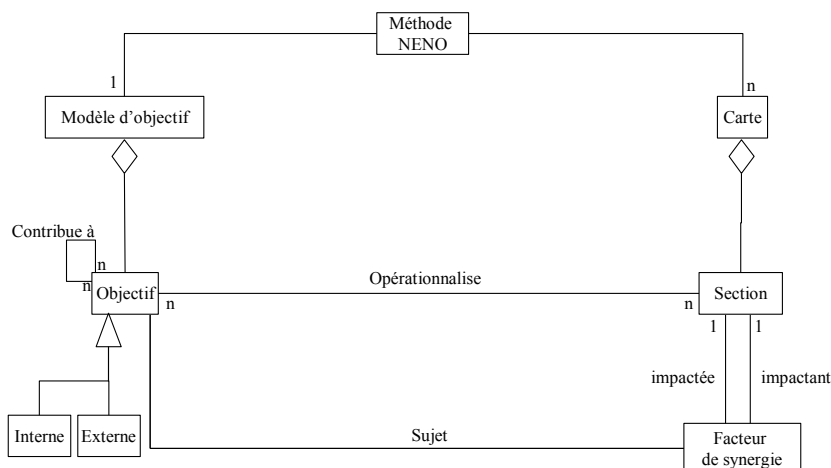 Méthode
NENO
1
n
Modèle d'objectif
Carte
Contribue à
n
n
Objectif
n
Opérationnalise
n
Section
1
1
impactée
impactant
Interne
Externe
Sujet
Facteur
de synergie